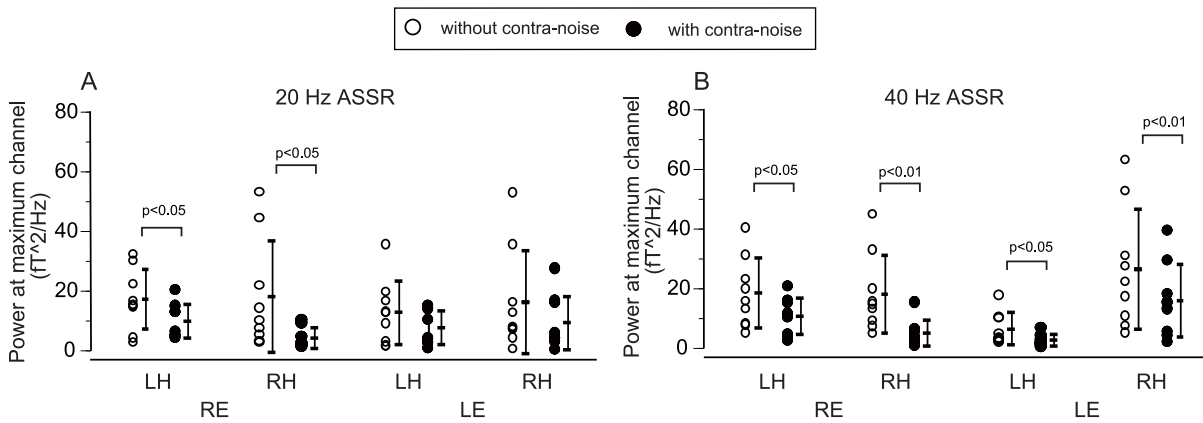 without contra-noise with contra-noise
A
20 Hz ASSR
Power at maximum channel
(fT^2/Hz)
80
60
40
20
0
p<0.05
p<0.05
LH RH LH RH
RE LE
B
40 Hz ASSR
Power at maximum channel
(fT^2/Hz)
80
60
40
20
0
p<0.05
p<0.01
p<0.05
p<0.01
LH RH LH RH
RE LE